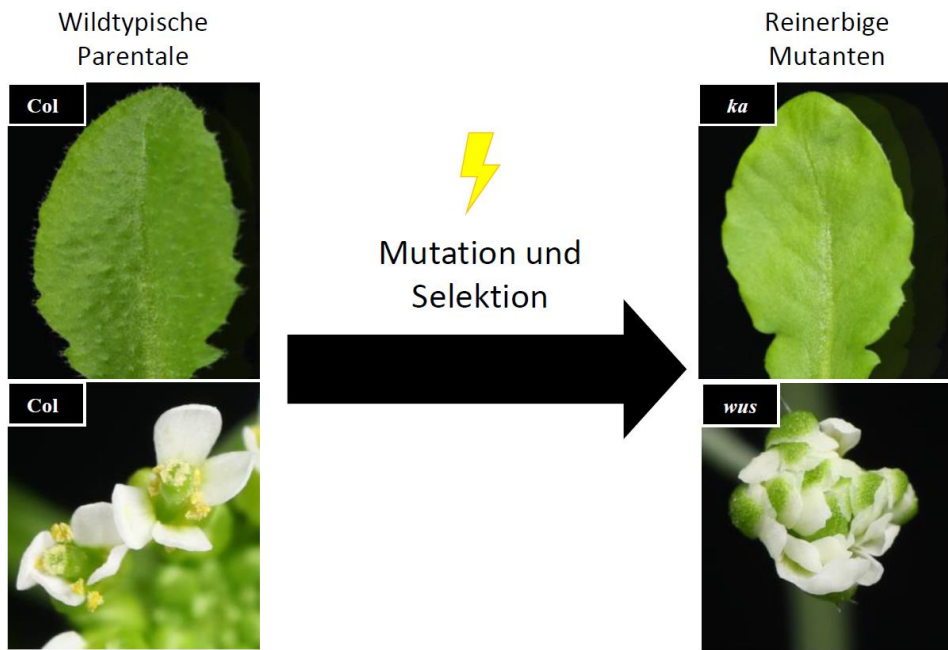 Wildtypische
Parentale
Reinerbige
Mutanten
Col
ka
Mutation und
Selektion
Col
wus